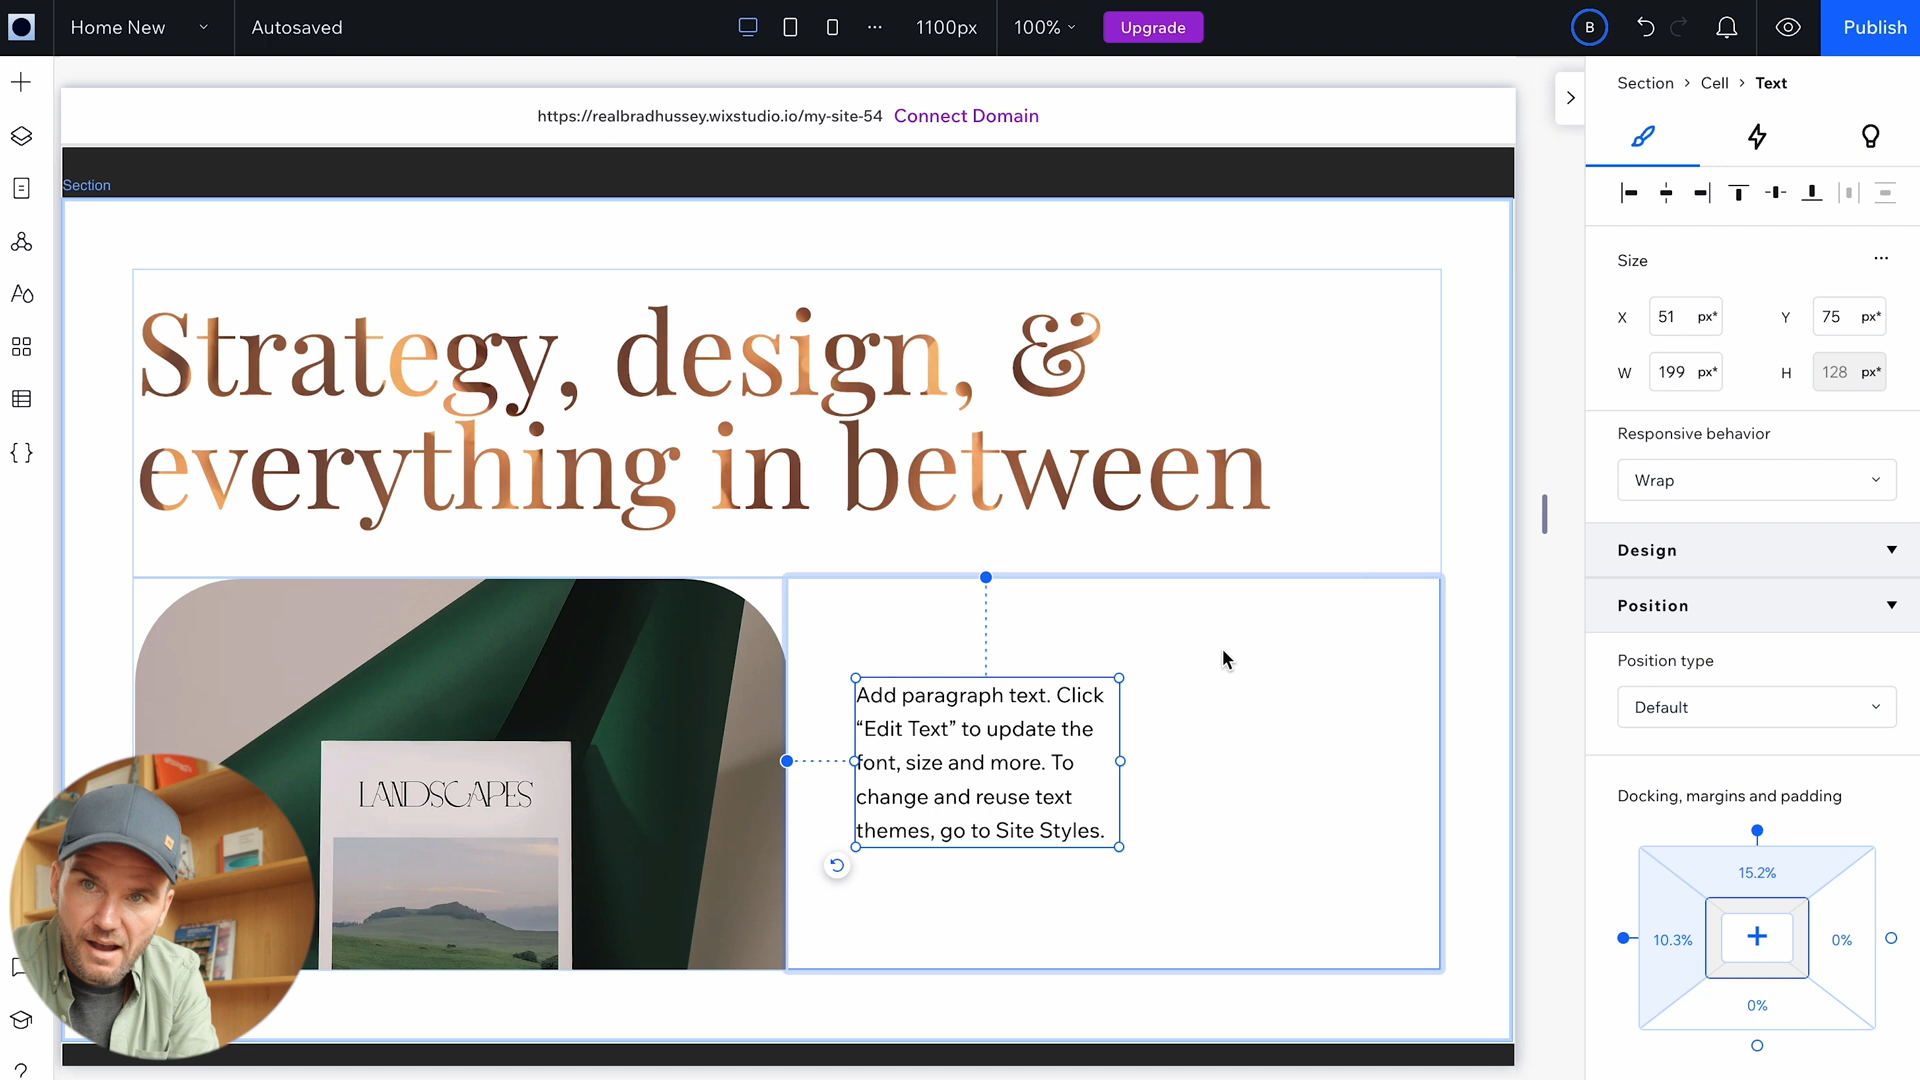 Home New
Autosaved
1100px
100%
Upgrade
B
Publish
https://realbradhussey.wixstudio.io/my-site-54 Connect Domain
Section
Strategy, design, &
everything in between
LANDSCAPES
Add paragraph text. Click
“Edit Text” to update the
font, size and more. To
change and reuse text
themes, go to Site Styles.
Section > Cell > Text
Size
X 51 px* Y 75 px*
W 199 px* H 128 px*
Responsive behavior
Wrap
Design
Position
Position type
Default
Docking, margins and padding
15.2%
10.3% 0%
0%